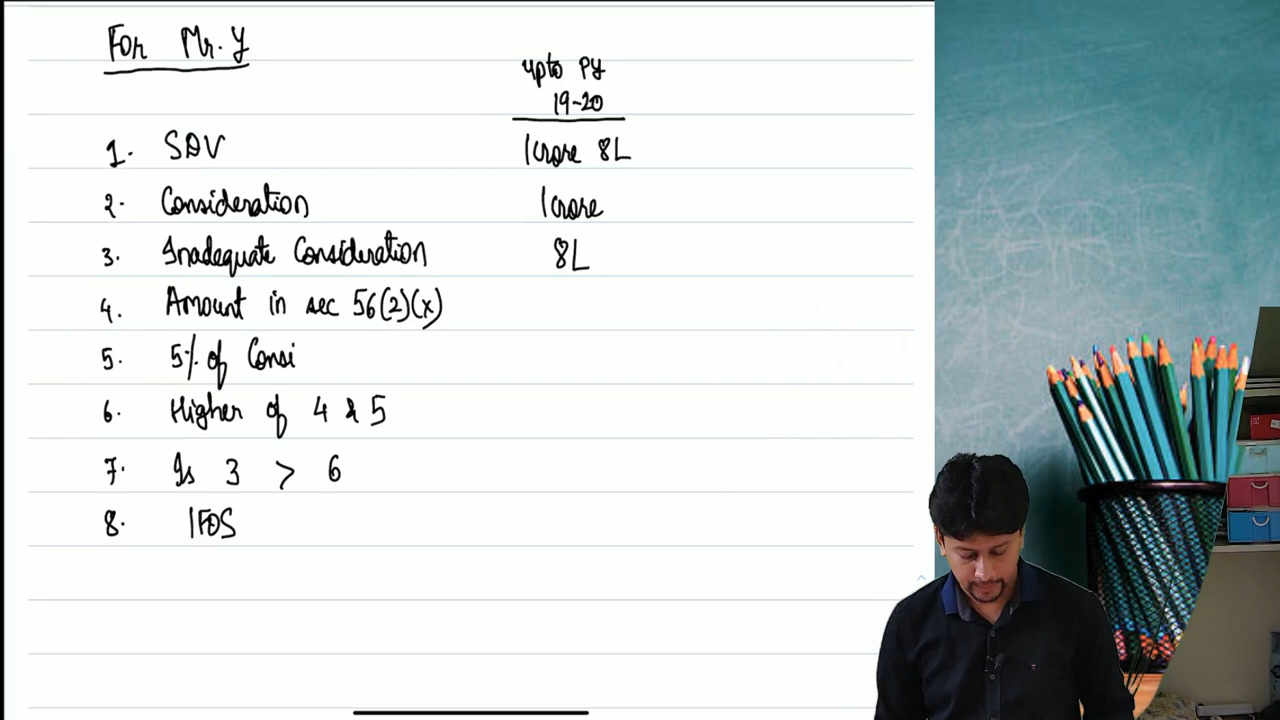 For Mr. Y
upto PY
19-20
1. SDV 1crore 8L
2. Consideration 1crore
3. Inadequate Consideration 8L
4. Amount in sec 56(2)(x)
5. 5% of Consi
6. Higher of 4 & 5
7. Is 3 > 6
8. IFOS